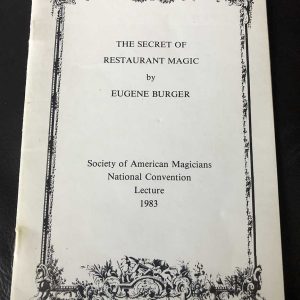 THE SECRET OF
RESTAURANT MAGIC
by
EUGENE BURGER
Society of American Magicians
National Convention
Lecture
1983